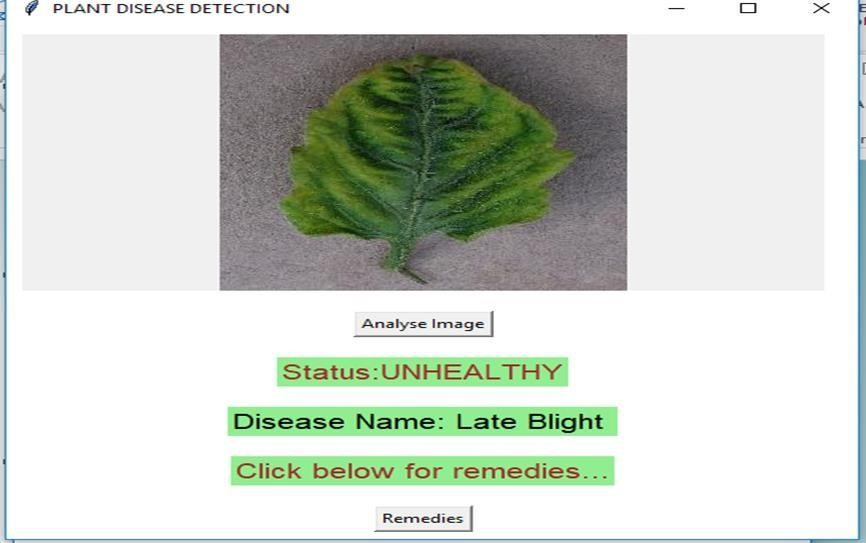 PLANT DISEASE DETECTION
Analyse Image
Status:UNHEALTHY
Disease Name: Late Blight
Click below for remedies...
Remedies